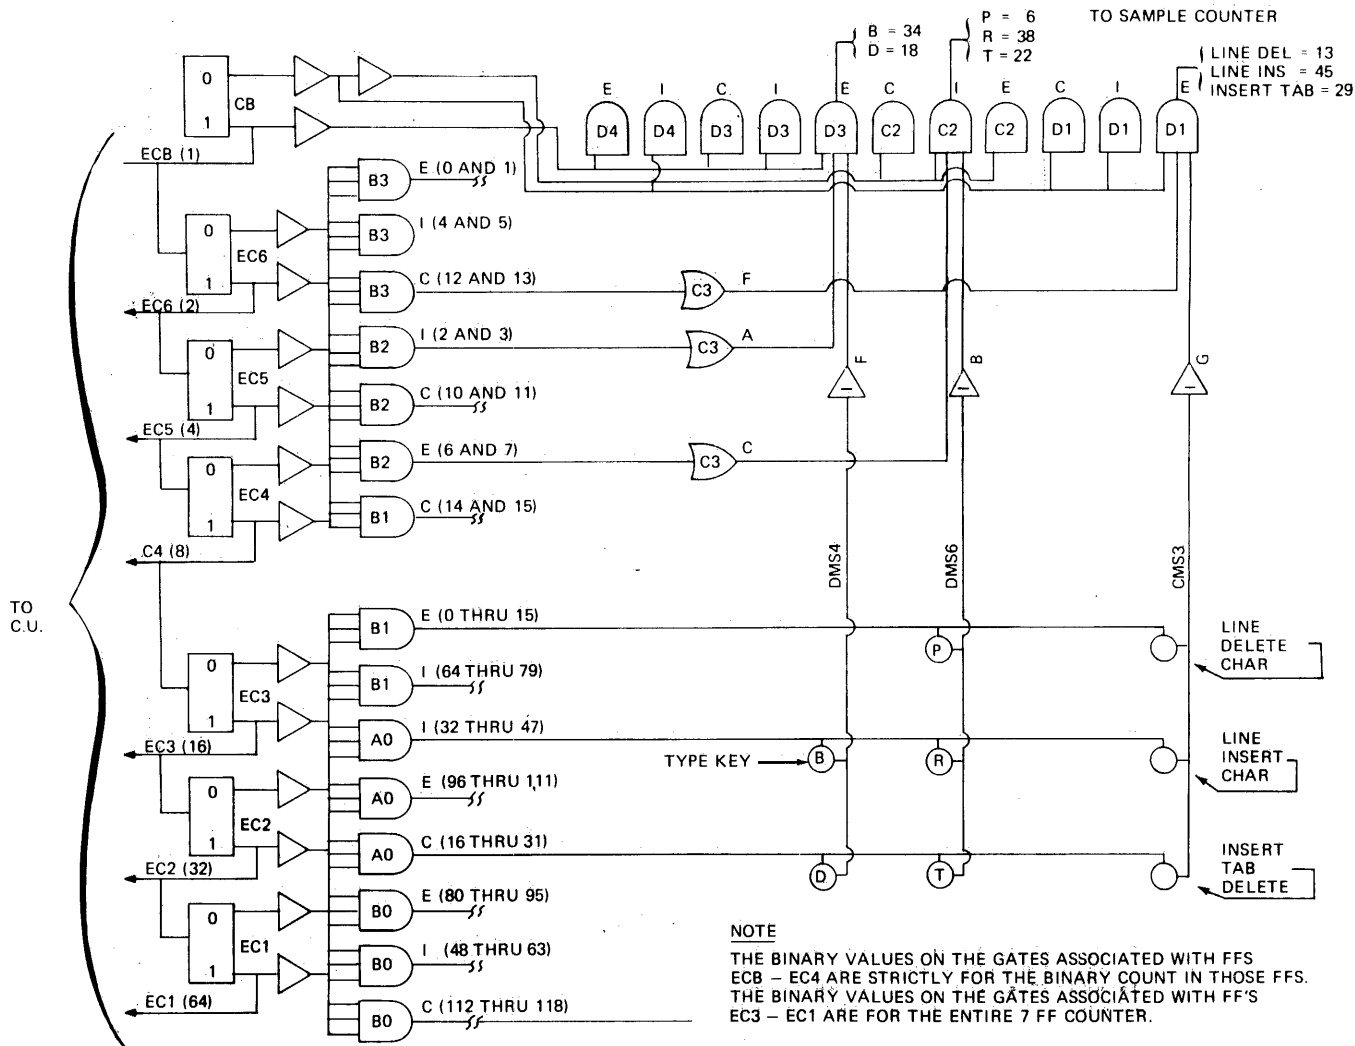 B = 34
D = 18
P = 6
R = 38
T = 22
TO SAMPLE COUNTER
LINE DEL = 13
LINE INS = 45
INSERT TAB = 29
E I C I E C I E C I E
D4 D4 D3 D3 D3 C2 C2 C2 D1 D1 D1
0
CB
1
ECB (1)
B3 E (0 AND 1)
B3 I (4 AND 5)
0
EC6
1
B3 C (12 AND 13)
C3 F
EC6 (2)
B2 I (2 AND 3)
C3 A
0
EC5
1
B2 C (10 AND 11)
F
B
G
EC5 (4)
B2 E (6 AND 7)
C3 C
0
EC4
1
B1 C (14 AND 15)
C4 (8)
DMS4
DMS6
CMS3
TO
C.U.
B1 E (0 THRU 15)
P
LINE
DELETE
CHAR
0
EC3
1
B1 I (64 THRU 79)
A0 I (32 THRU 47)
EC3 (16)
TYPE KEY
B
R
LINE
INSERT
CHAR
0
EC2
1
A0 E (96 THRU 111)
A0 C (16 THRU 31)
EC2 (32)
D
T
INSERT
TAB
DELETE
0
EC1
1
B0 E (80 THRU 95)
B0 I (48 THRU 63)
EC1 (64)
B0 C (112 THRU 118)
NOTE
THE BINARY VALUES ON THE GATES ASSOCIATED WITH FFS
ECB – EC4 ARE STRICTLY FOR THE BINARY COUNT IN THOSE FFS.
THE BINARY VALUES ON THE GATES ASSOCIATED WITH FF'S
EC3 – EC1 ARE FOR THE ENTIRE 7 FF COUNTER.